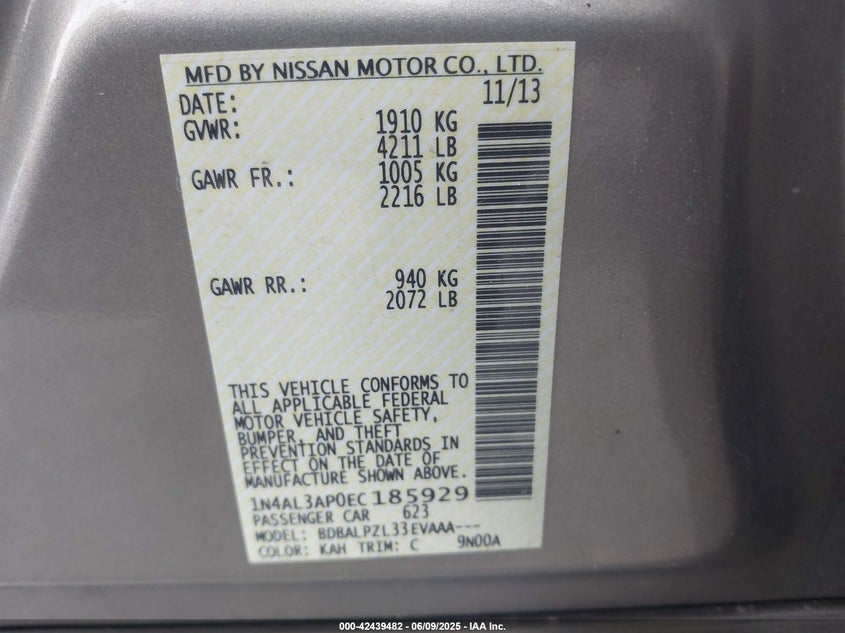 MFD BY NISSAN MOTOR CO., LTD.
DATE: 11/13
GVWR: 1910 KG
4211 LB
GAWR FR.: 1005 KG
2216 LB
GAWR RR.: 940 KG
2072 LB
THIS VEHICLE CONFORMS TO
ALL APPLICABLE FEDERAL
MOTOR VEHICLE SAFETY,
BUMPER, AND THEFT
PREVENTION STANDARDS IN
EFFECT ON THE DATE OF
MANUFACTURE SHOWN ABOVE.
1N4AL3AP0EC185929
PASSENGER CAR 623
MODEL: BDBALPZL33EVAAA---
COLOR: KAH TRIM: C 9N00A
000-42439482 - 06/09/2025 - IAA Inc.